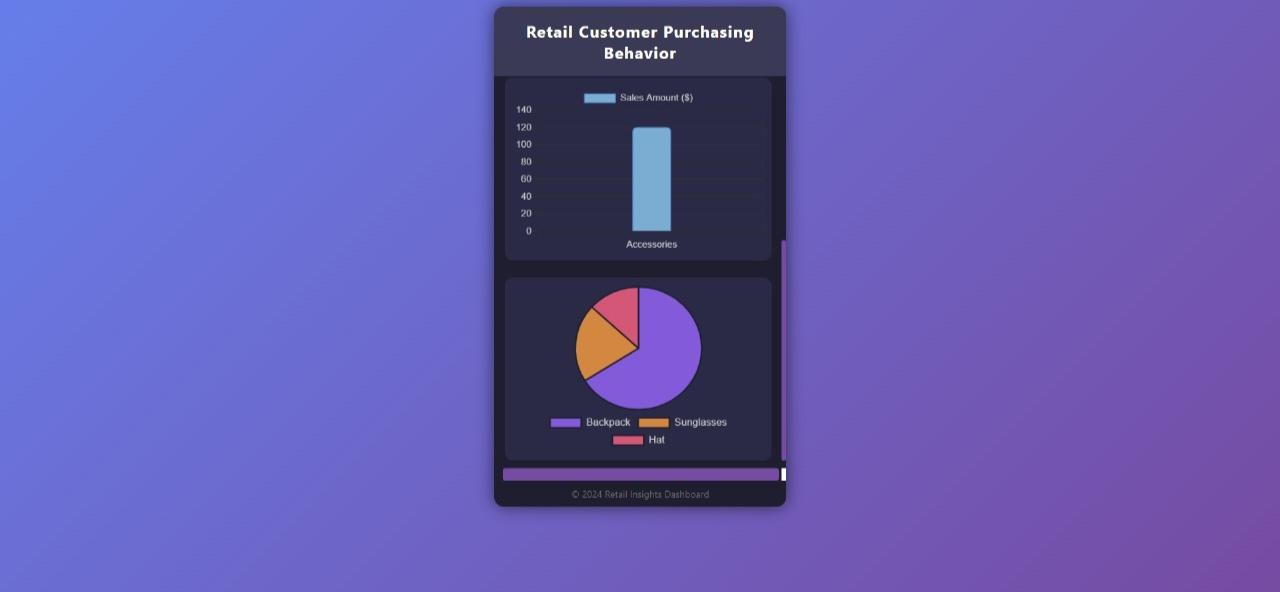 Retail Customer Purchasing
Behavior
Sales Amount ($)
140
120
100
80
60
40
20
0
Accessories
Backpack
Sunglasses
Hat
© 2024 Retail Insights Dashboard